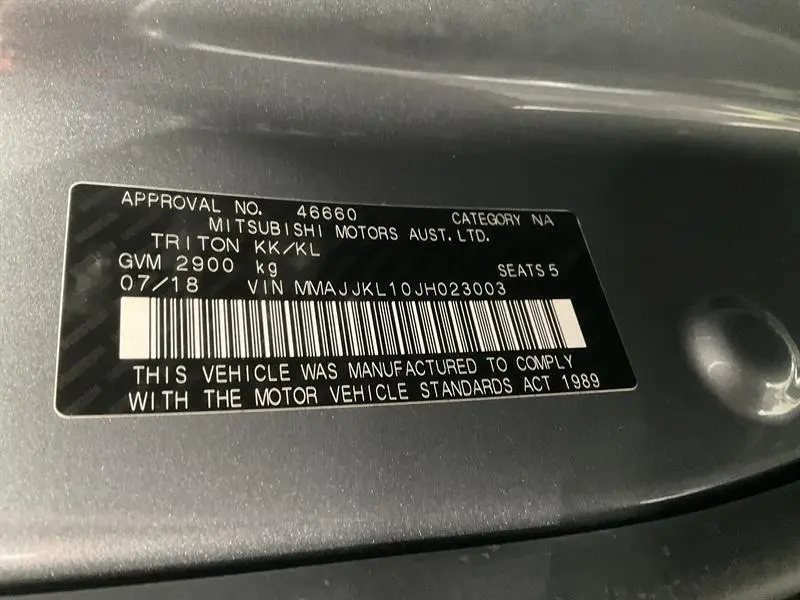 APPROVAL NO. 46660 CATEGORY NA
MITSUBISHI MOTORS AUST.LTD.
TRITON KK/KL
GVM 2900 kg SEATS 5
07/18 VIN MMAJJKL10JH023003
THIS VEHICLE WAS MANUFACTURED TO COMPLY
WITH THE MOTOR VEHICLE STANDARDS ACT 1989